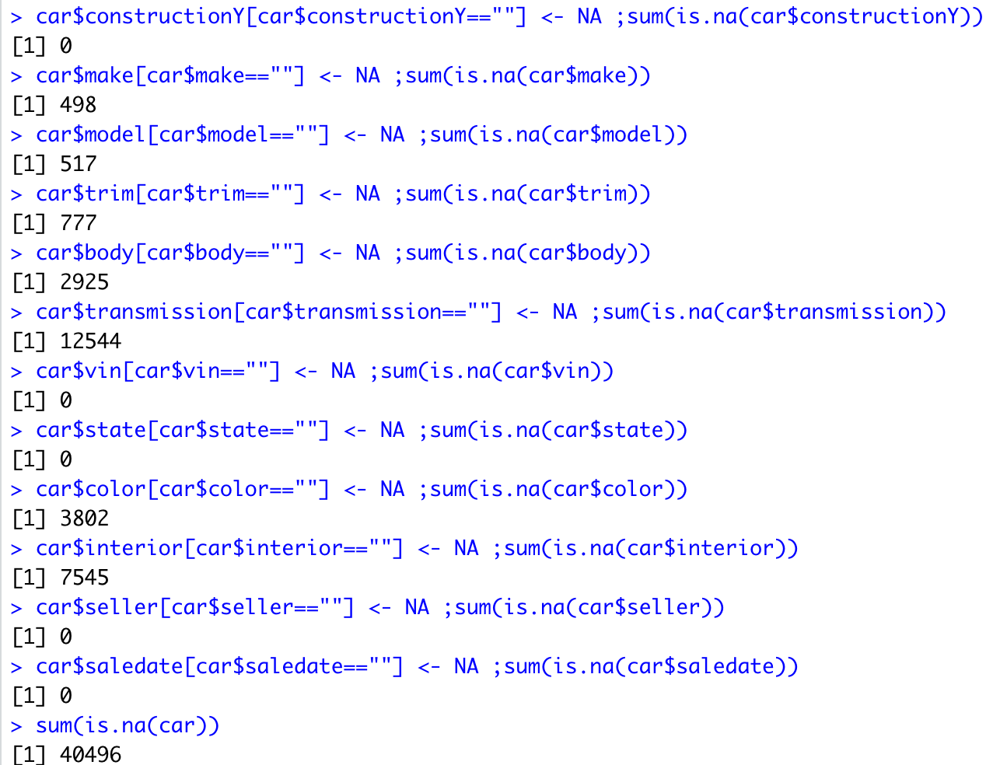 > car$constructionY[car$constructionY==""] <- NA ;sum(is.na(car$constructionY))
[1] 0
> car$make[car$make==""] <- NA ;sum(is.na(car$make))
[1] 498
> car$model[car$model==""] <- NA ;sum(is.na(car$model))
[1] 517
> car$trim[car$trim==""] <- NA ;sum(is.na(car$trim))
[1] 777
> car$body[car$body==""] <- NA ;sum(is.na(car$body))
[1] 2925
> car$transmission[car$transmission==""] <- NA ;sum(is.na(car$transmission))
[1] 12544
> car$vin[car$vin==""] <- NA ;sum(is.na(car$vin))
[1] 0
> car$state[car$state==""] <- NA ;sum(is.na(car$state))
[1] 0
> car$color[car$color==""] <- NA ;sum(is.na(car$color))
[1] 3802
> car$interior[car$interior==""] <- NA ;sum(is.na(car$interior))
[1] 7545
> car$seller[car$seller==""] <- NA ;sum(is.na(car$seller))
[1] 0
> car$saledate[car$saledate==""] <- NA ;sum(is.na(car$saledate))
[1] 0
> sum(is.na(car))
[1] 40496